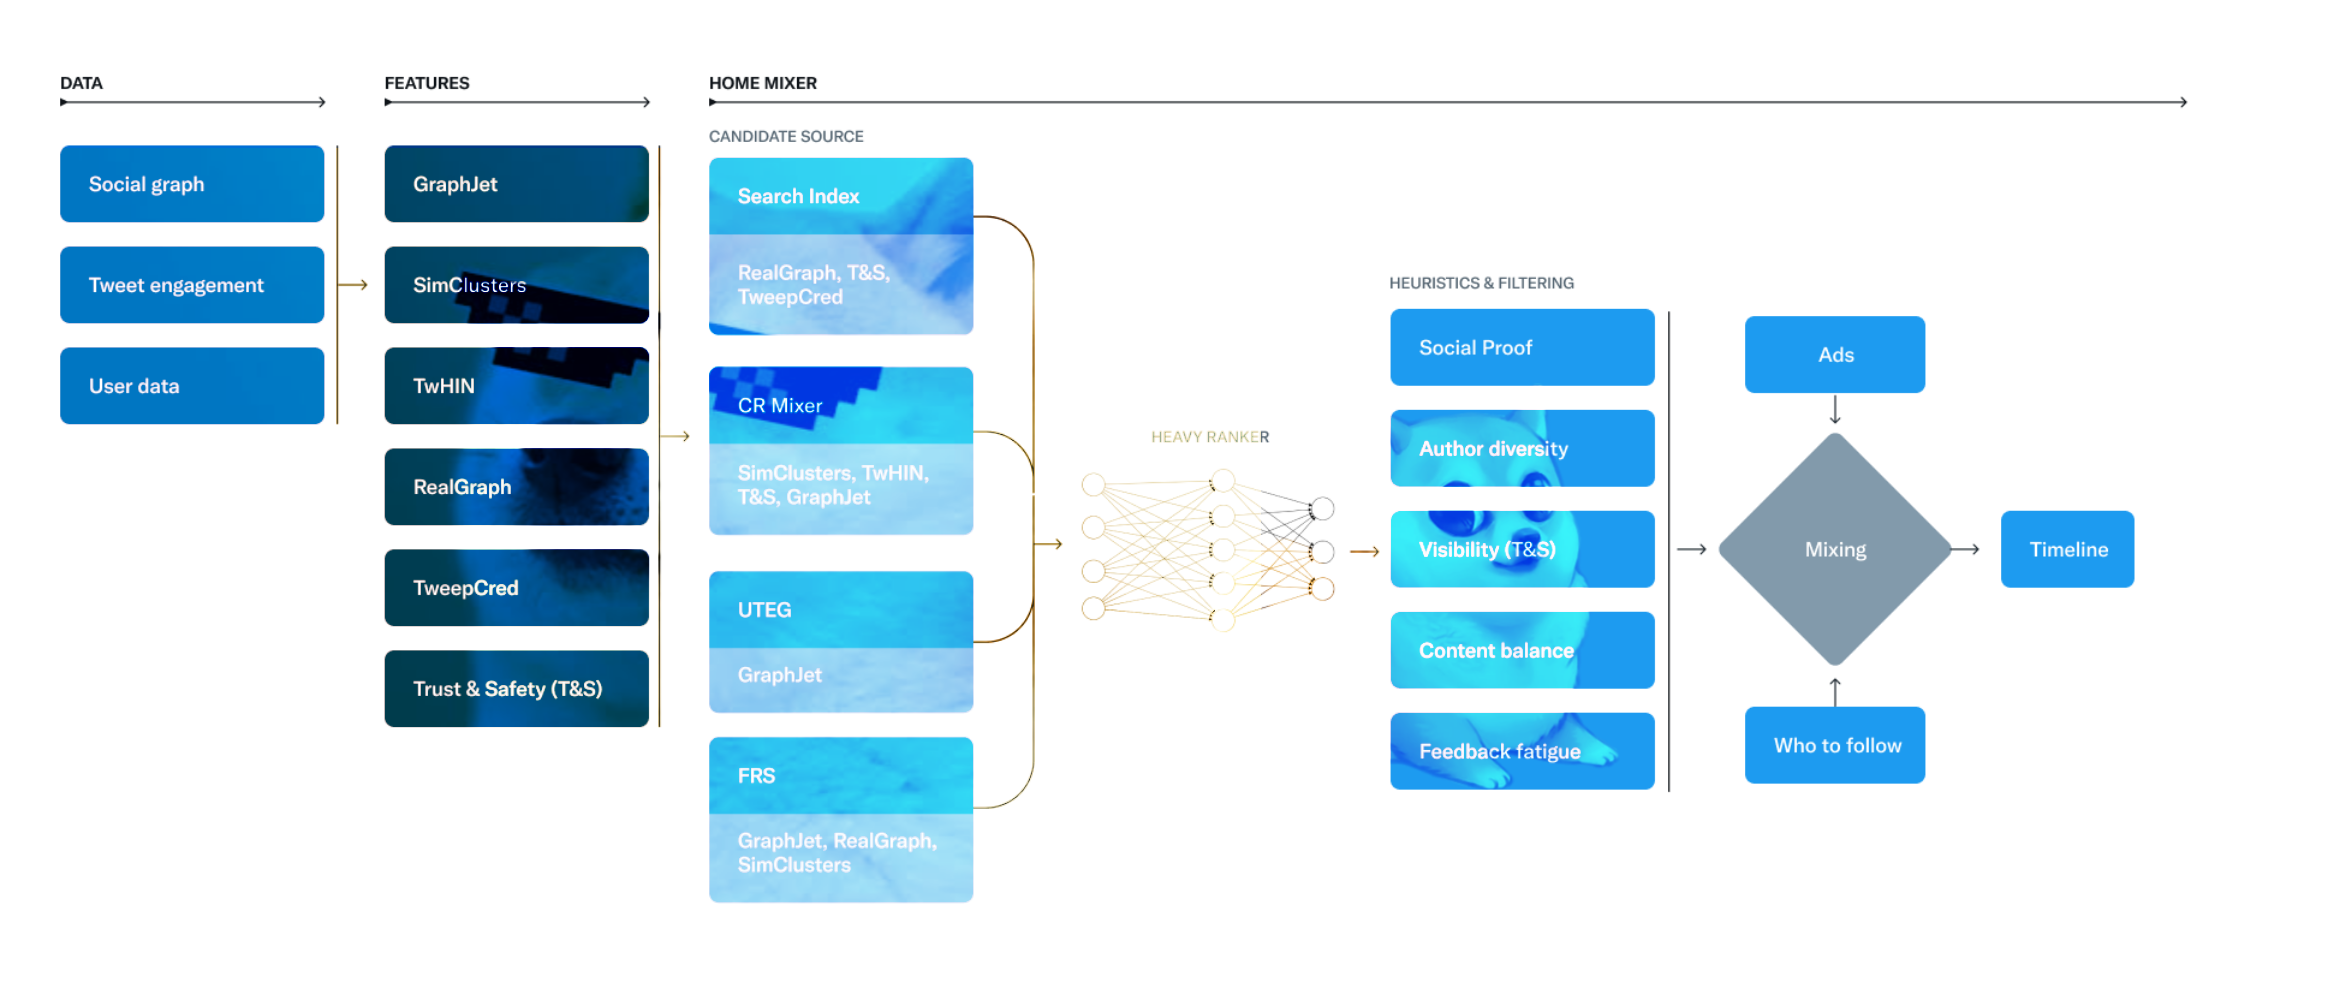 DATA
Social graph
Tweet engagement
User data
FEATURES
GraphJet
SimClusters
TwHIN
RealGraph
TweepCred
Trust & Safety (T&S)
HOME MIXER
CANDIDATE SOURCE
Search Index
RealGraph, T&S,
TweepCred
CR Mixer
SimClusters, TwHIN,
T&S, GraphJet
UTEG
GraphJet
FRS
GraphJet, RealGraph,
SimClusters
HEAVY RANKER
HEURISTICS & FILTERING
Social Proof
Author diversity
Visibility (T&S)
Content balance
Feedback fatigue
Ads
Mixing
Who to follow
Timeline